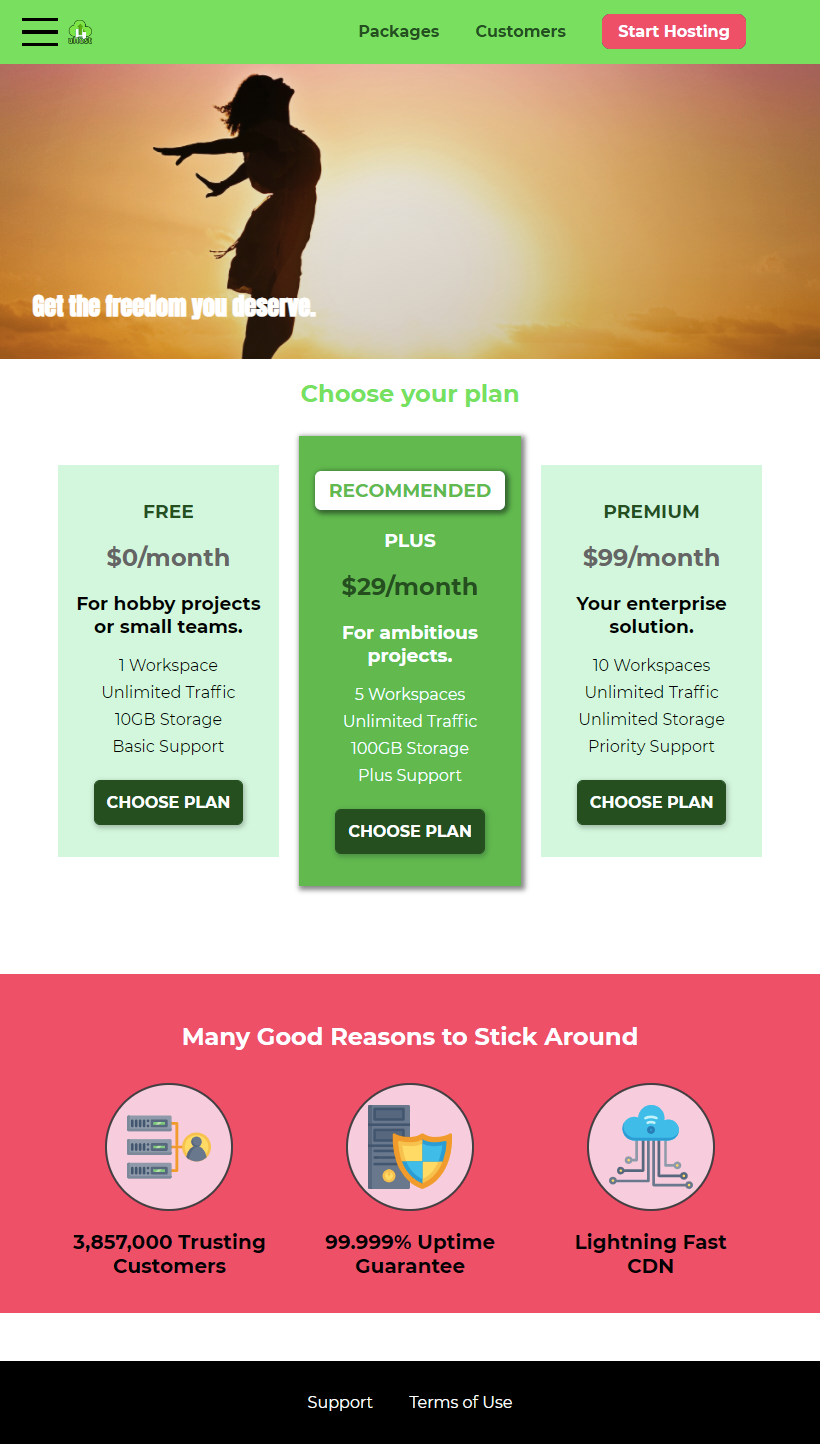 uHost
Packages
Customers
Start Hosting
Get the freedom you deserve.
Choose your plan
FREE
$0/month
For hobby projects
or small teams.
1 Workspace
Unlimited Traffic
10GB Storage
Basic Support
CHOOSE PLAN
RECOMMENDED
PLUS
$29/month
For ambitious
projects.
5 Workspaces
Unlimited Traffic
100GB Storage
Plus Support
CHOOSE PLAN
PREMIUM
$99/month
Your enterprise
solution.
10 Workspaces
Unlimited Traffic
Unlimited Storage
Priority Support
CHOOSE PLAN
Many Good Reasons to Stick Around
3,857,000 Trusting
Customers
99.999% Uptime
Guarantee
Lightning Fast
CDN
Support
Terms of Use